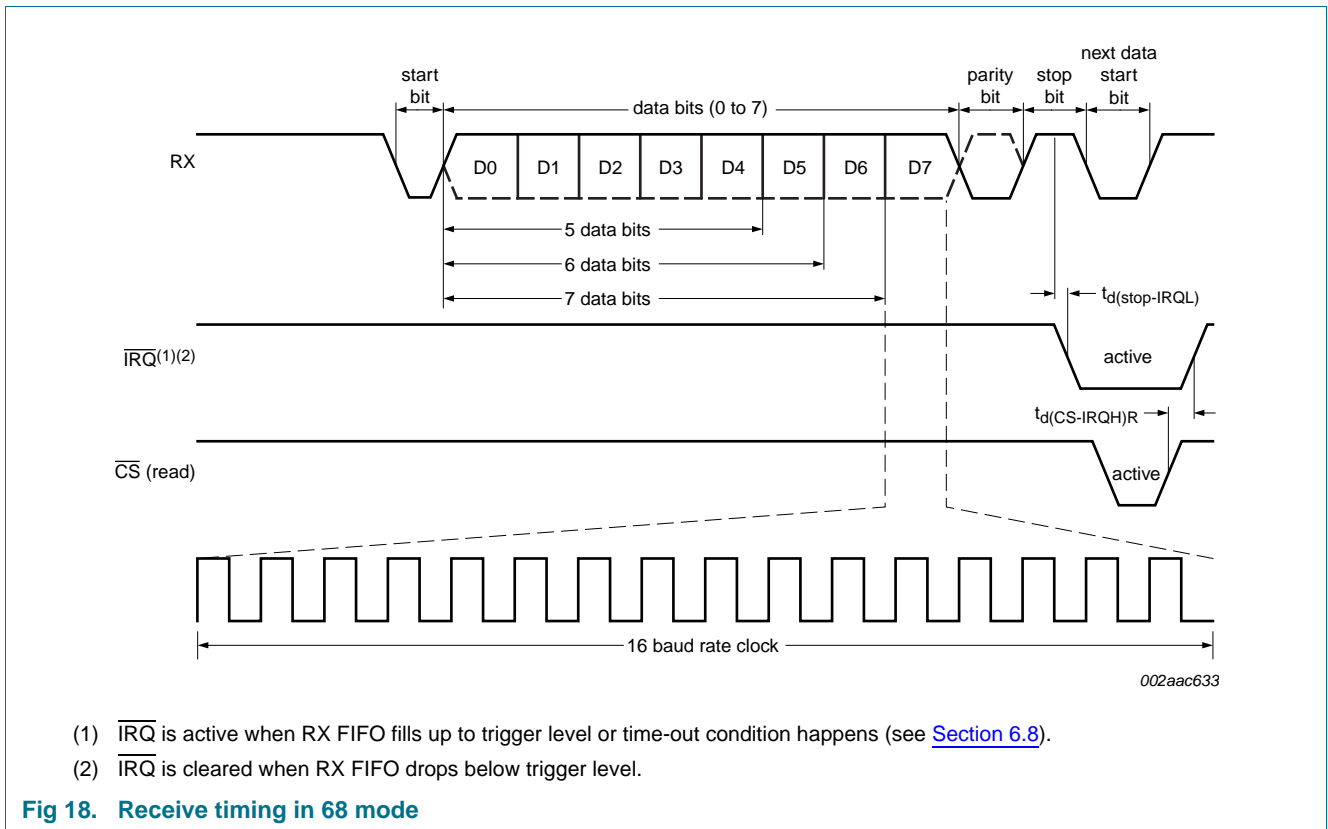 next data
start bit
parity bit
stop bit
start bit
data bits (0 to 7)
RX
D0 D1 D2 D3 D4 D5 D6 D7
5 data bits
6 data bits
7 data bits
td(stop-IRQL)
IRQ(1)(2)
active
td(CS-IRQH)R
CS (read)
active
16 baud rate clock
002aac633
(1) IRQ is active when RX FIFO fills up to trigger level or time-out condition happens (see Section 6.8).
(2) IRQ is cleared when RX FIFO drops below trigger level.
Fig 18. Receive timing in 68 mode